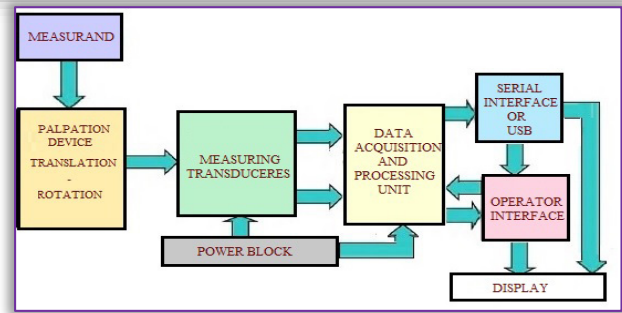 MEASURAND
PALPATION
DEVICE
TRANSLATION
-
ROTATION
MEASURING
TRANSDUCERES
POWER BLOCK
DATA
ACQUISITION
AND
PROCESSING
UNIT
SERIAL
INTERFACE
OR
USB
OPERATOR
INTERFACE
DISPLAY